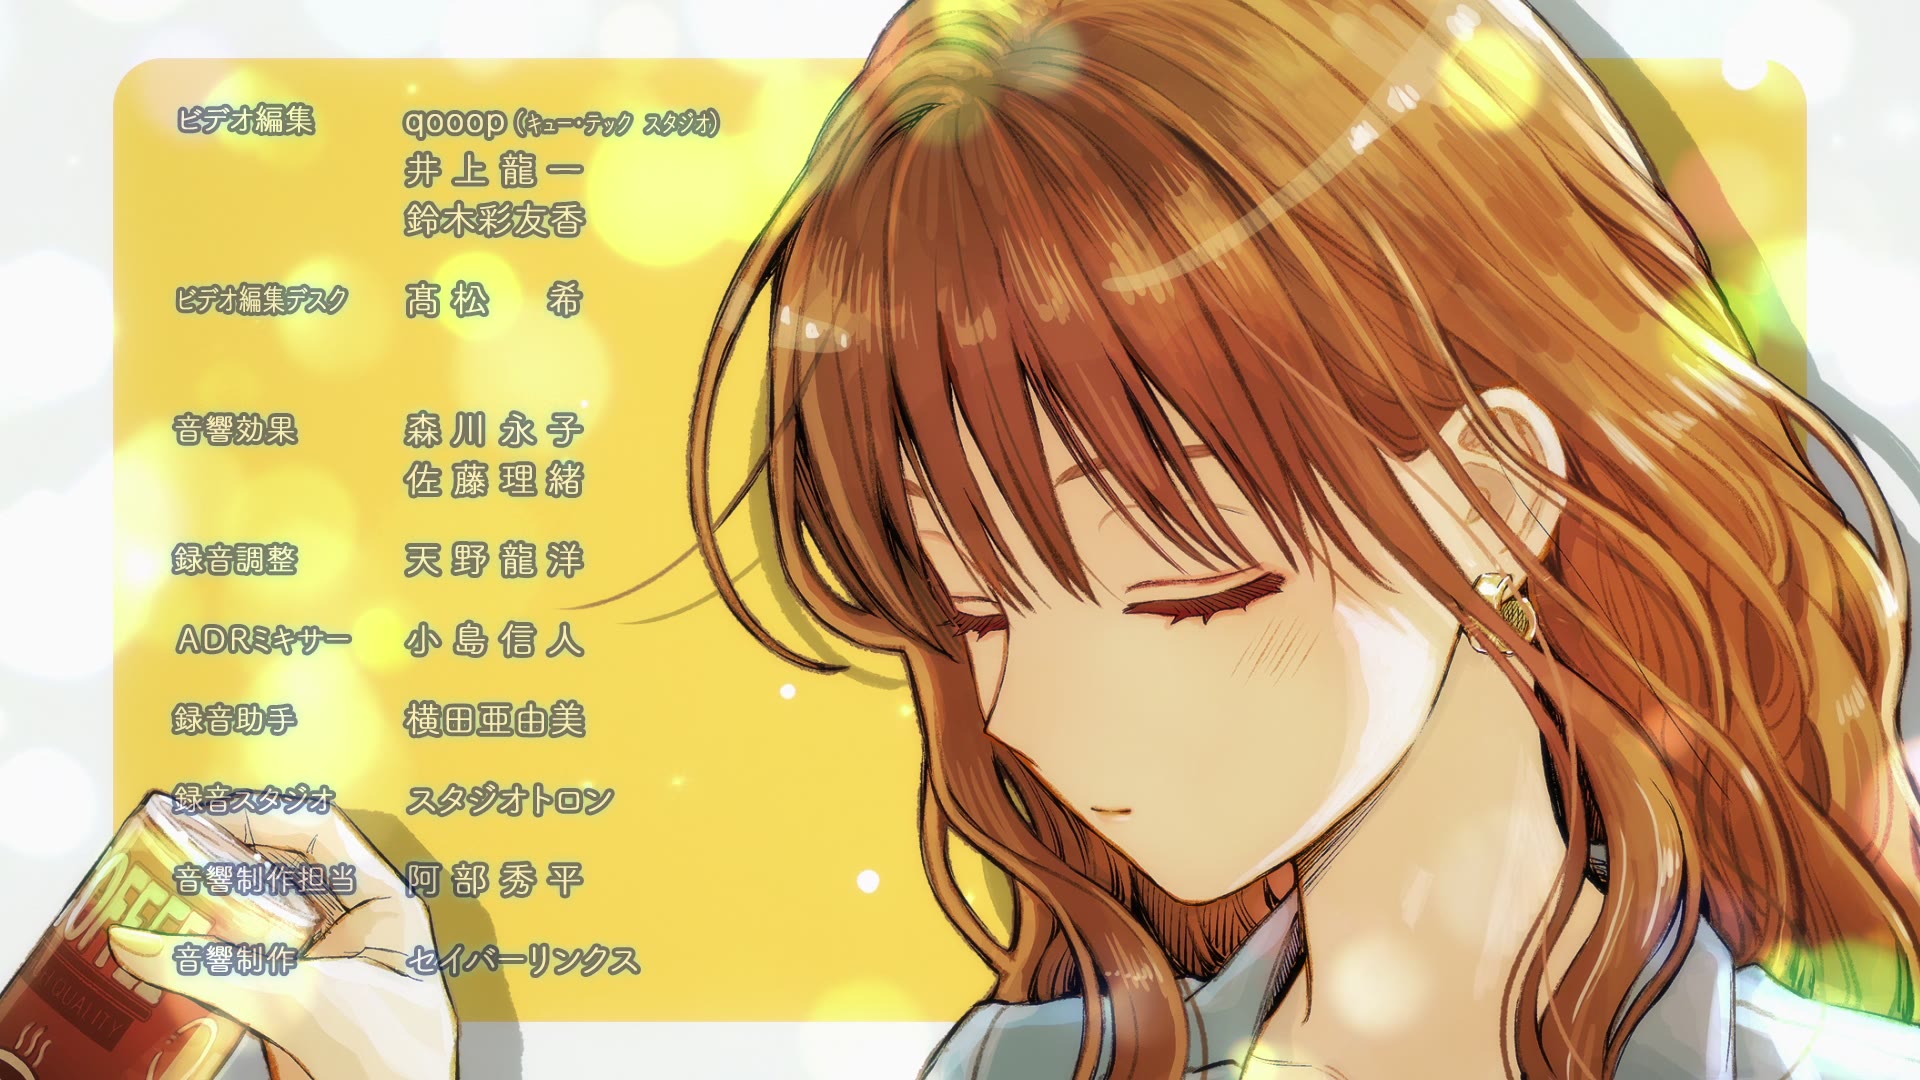 ビデオ編集 qooop (キュー・テック スタジオ)
井上龍一
鈴木彩友香
ビデオ編集デスク 髙松 希
音響効果 森川永子
佐藤理緒
録音調整 天野龍洋
ADRミキサー 小島信人
録音助手 横田亜由美
録音スタジオ スタジオトロン
音響制作担当 阿部秀平
音響制作 セイバーリンクス
QUALITY